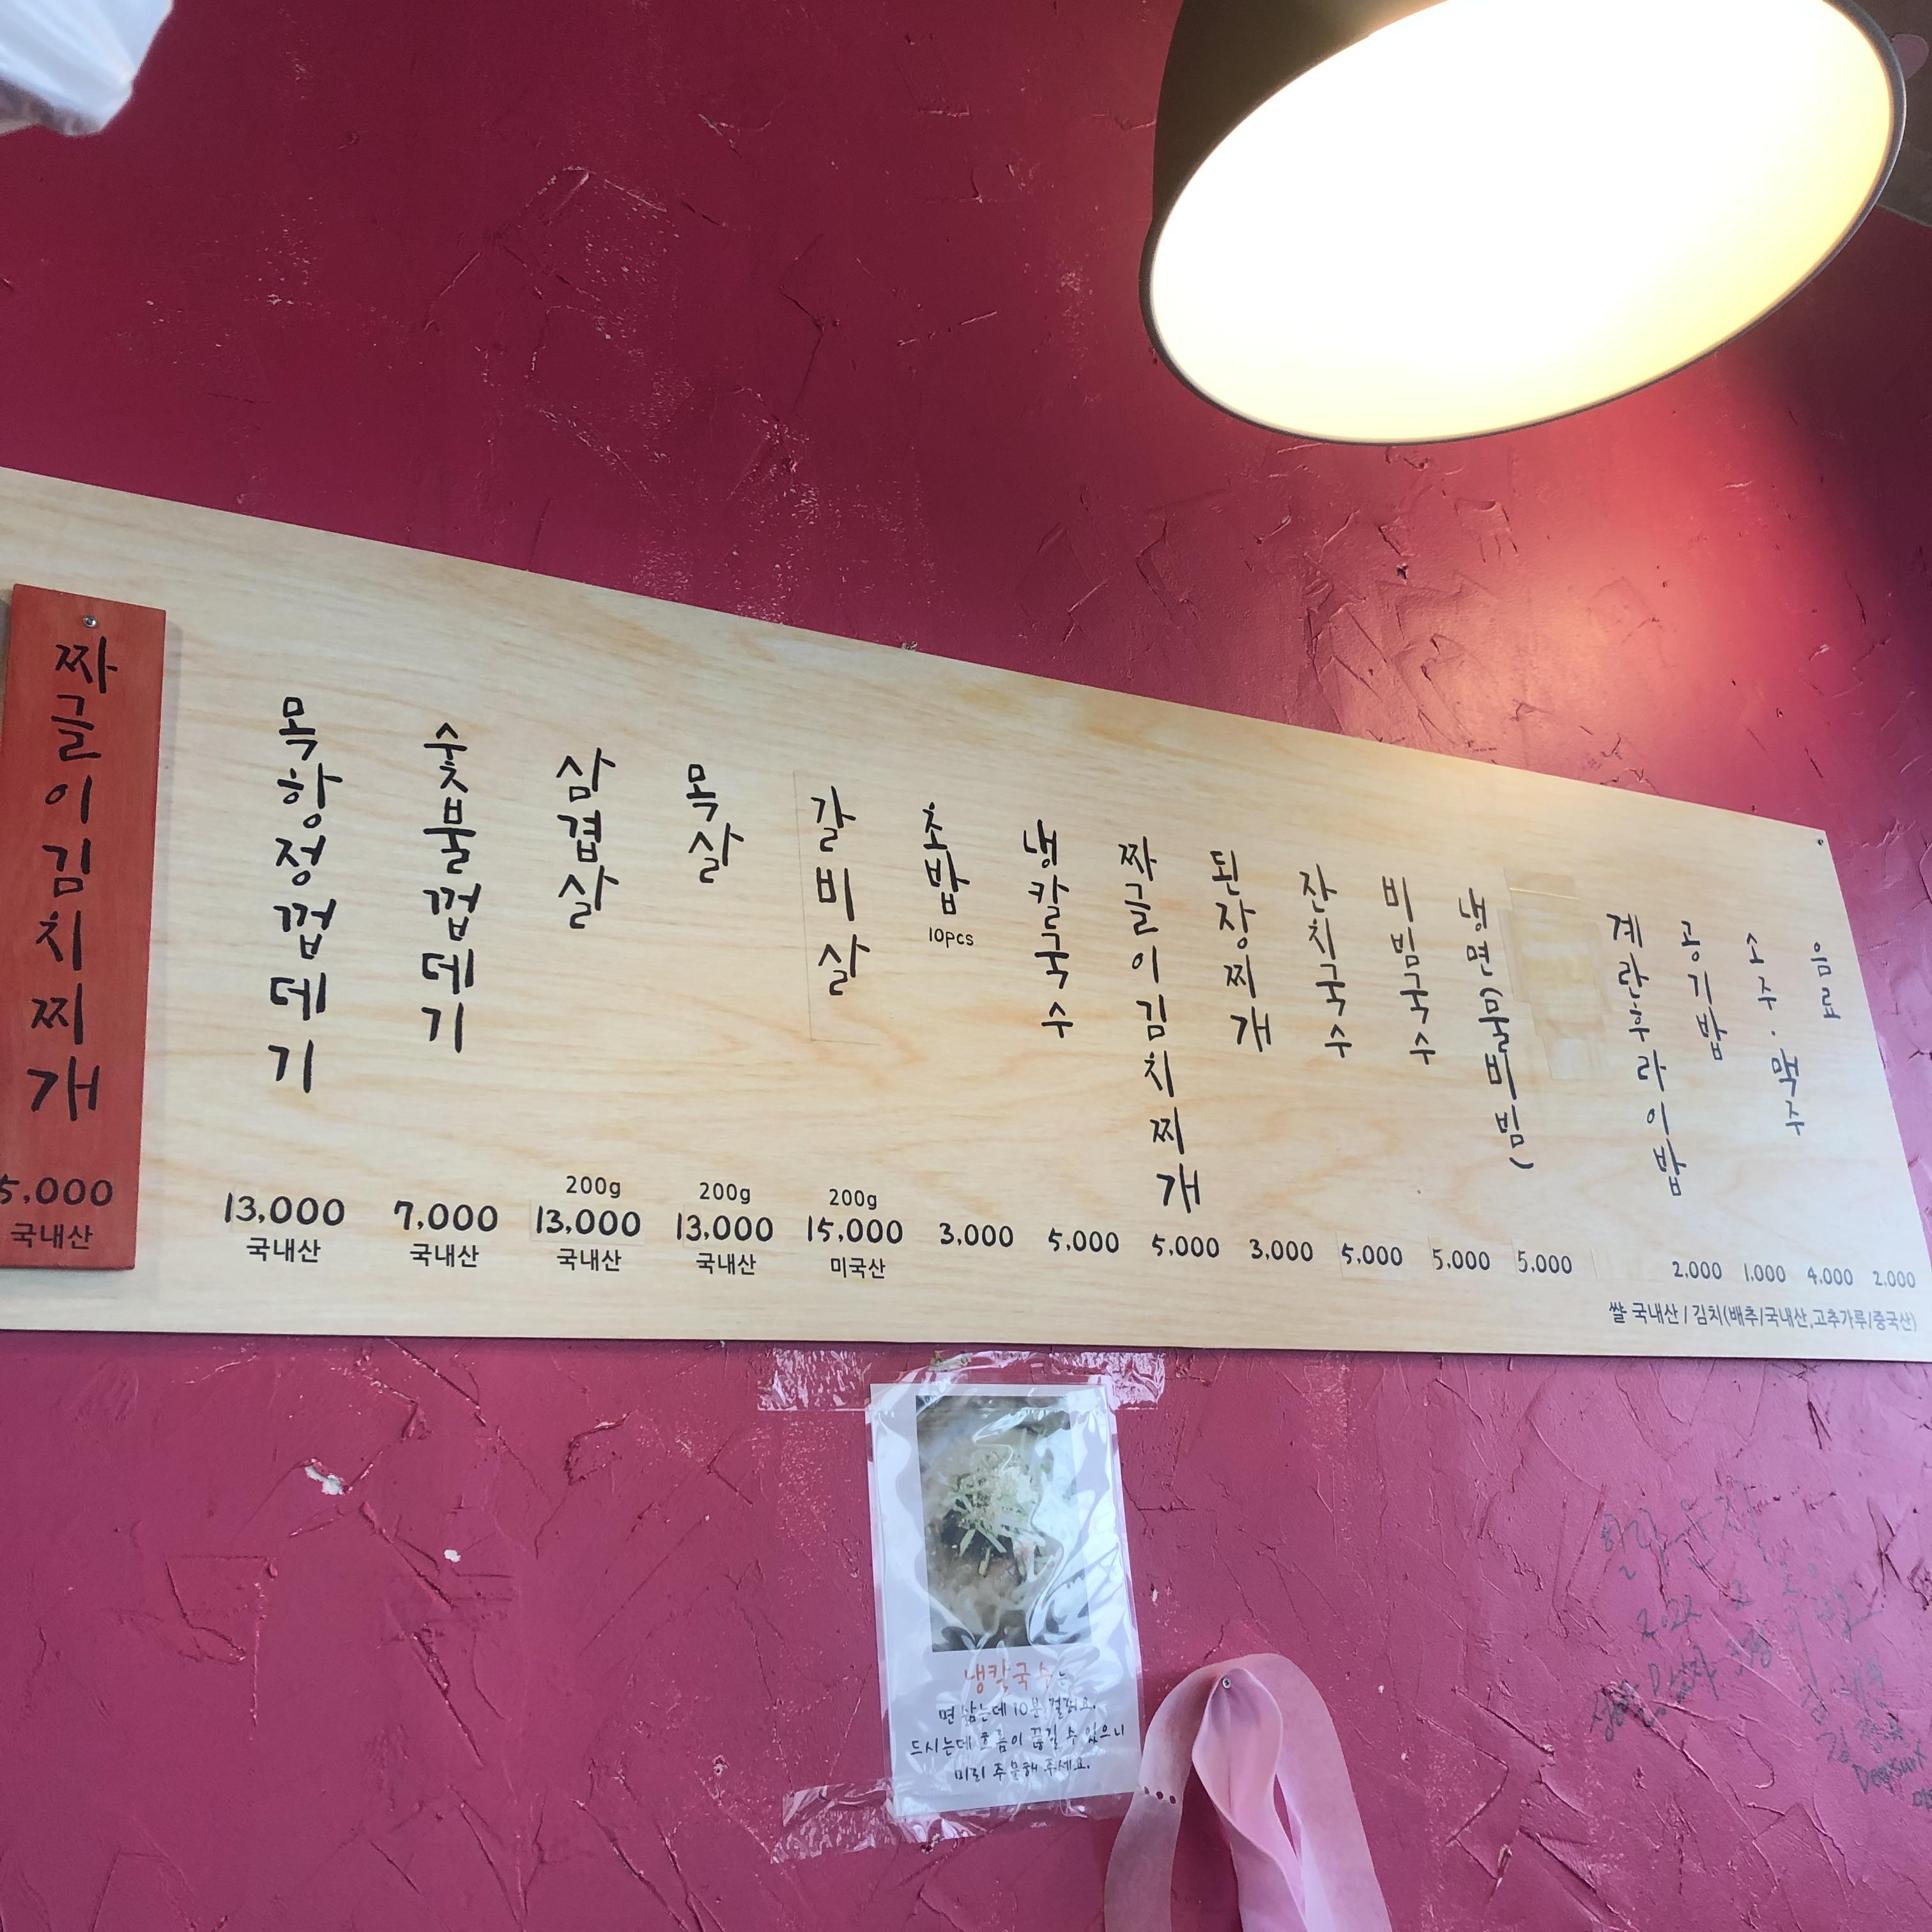 짜글이김치찌개
5,000
국내산
목항정껍데기
13,000
국내산
숯불껍데기
7,000
국내산
삼겹살
200g
13,000
국내산
목살
200g
13,000
국내산
갈비살
200g
15,000
미국산
초밥
10pcs
3,000
냉칼국수
5,000
짜글이김치찌개
5,000
된장찌개
3,000
잔치국수
5,000
비빔국수
5,000
냉면(물비빔)
5,000
계란후라이밥
2,000
공기밥
1,000
소주·맥주
4,000
음료
2,000
쌀 국내산 / 김치(배추/국내산,고추가루/중국산)
냉칼국수는
면 삶는데 10분 걸려요.
드시는데 흐름이 끊길 수 있으니
미리 주문해 주세요.